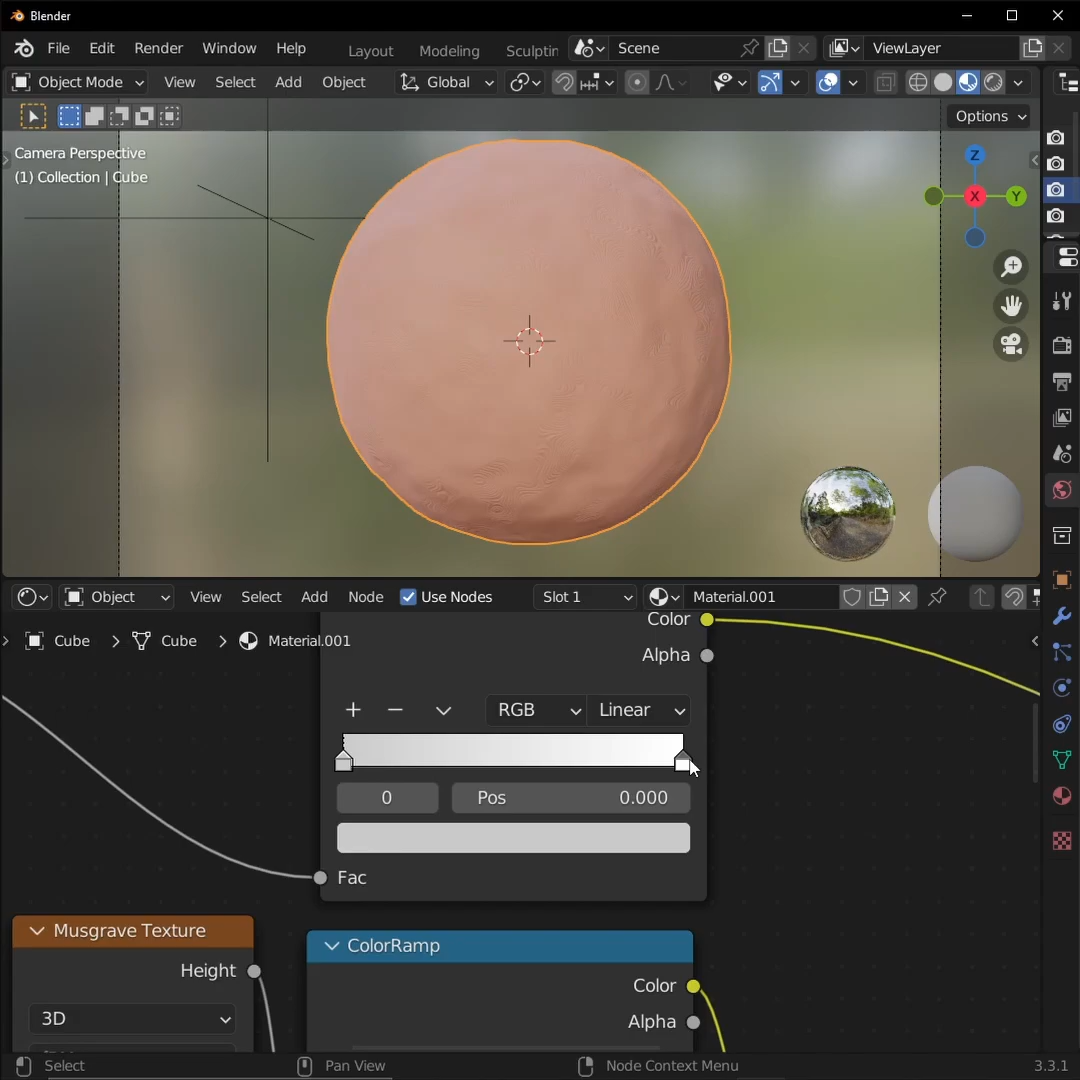 Blender
File Edit Render Window Help Layout Modeling Sculptin Scene ViewLayer
Object Mode View Select Add Object Global
Options
Camera Perspective
(1) Collection | Cube
Z
X Y
Object View Select Add Node Use Nodes Slot 1 Material.001
Color
Cube Cube Material.001
Alpha
RGB Linear
0 Pos 0.000
Fac
Musgrave Texture
ColorRamp
Height
Color
3D
Alpha
Select Pan View Node Context Menu 3.3.1